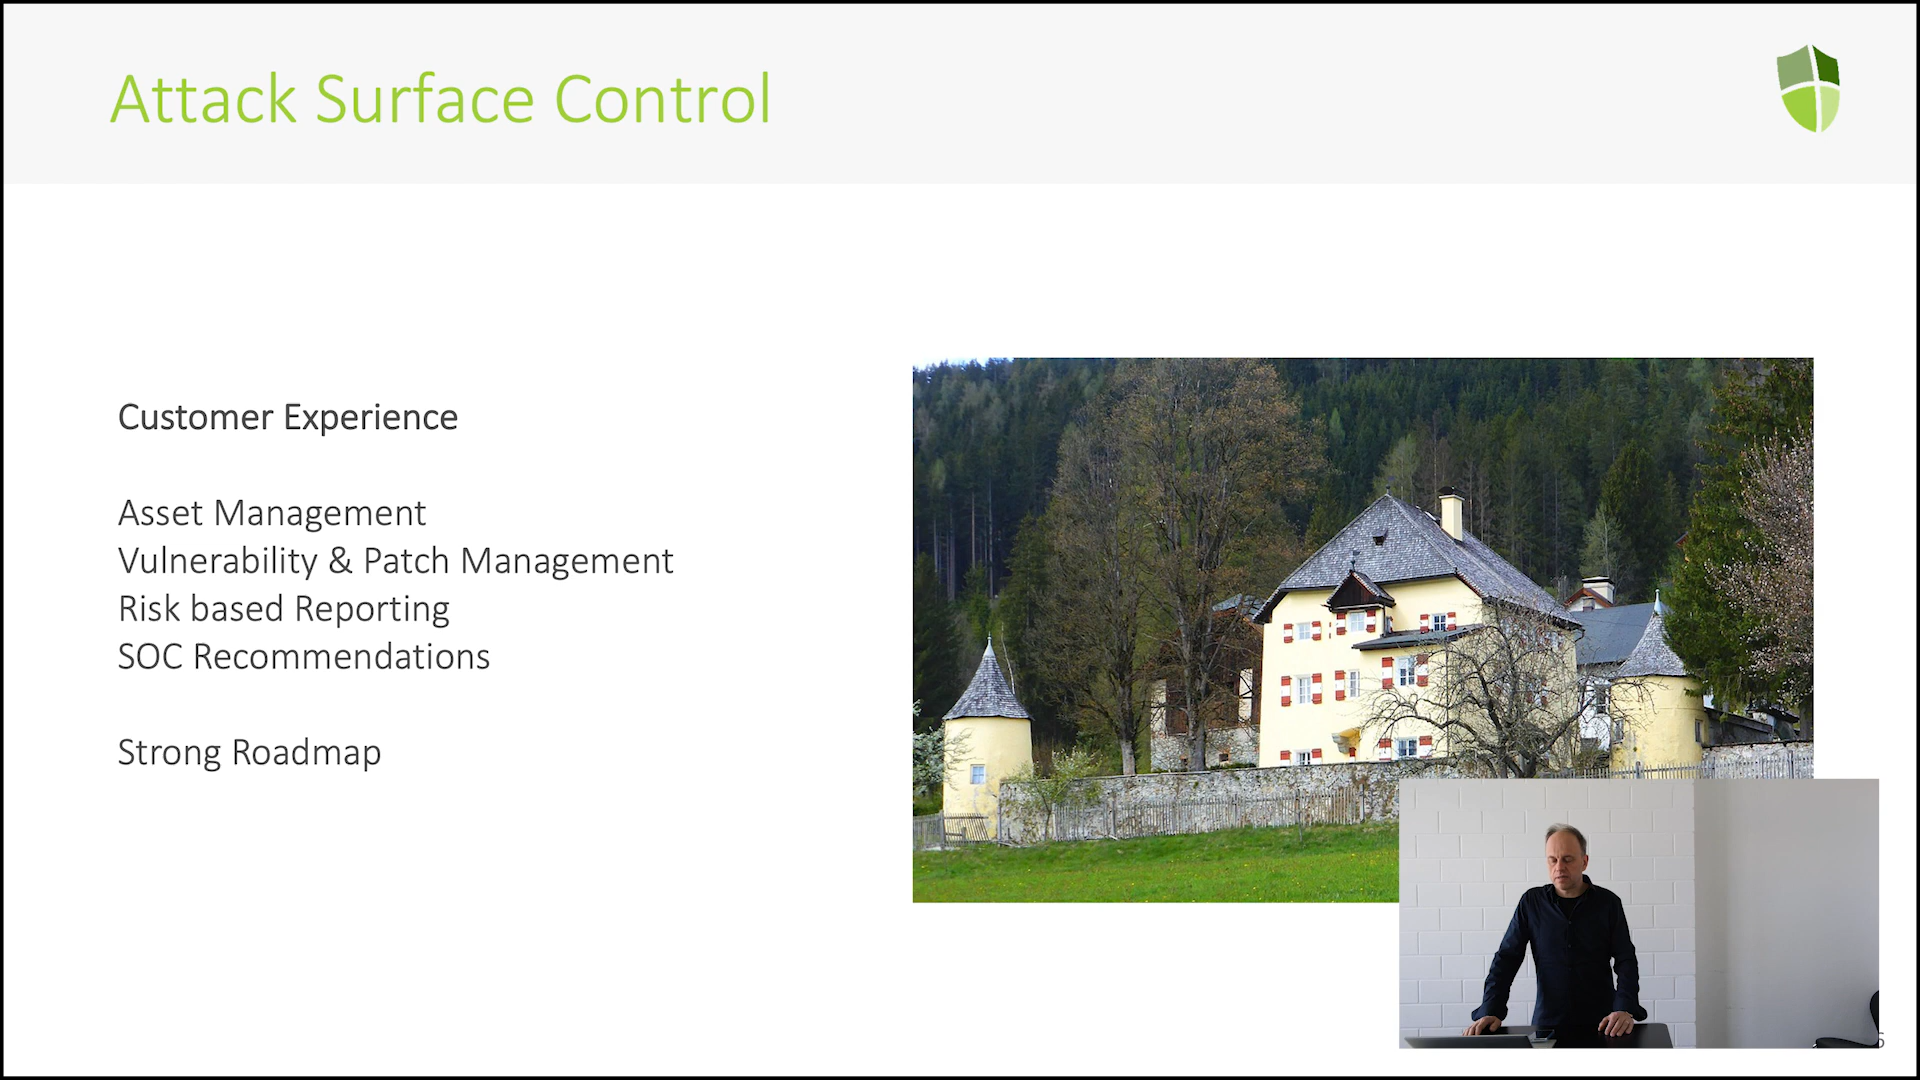 Attack Surface Control
Customer Experience
Asset Management
Vulnerability & Patch Management
Risk based Reporting
SOC Recommendations
Strong Roadmap